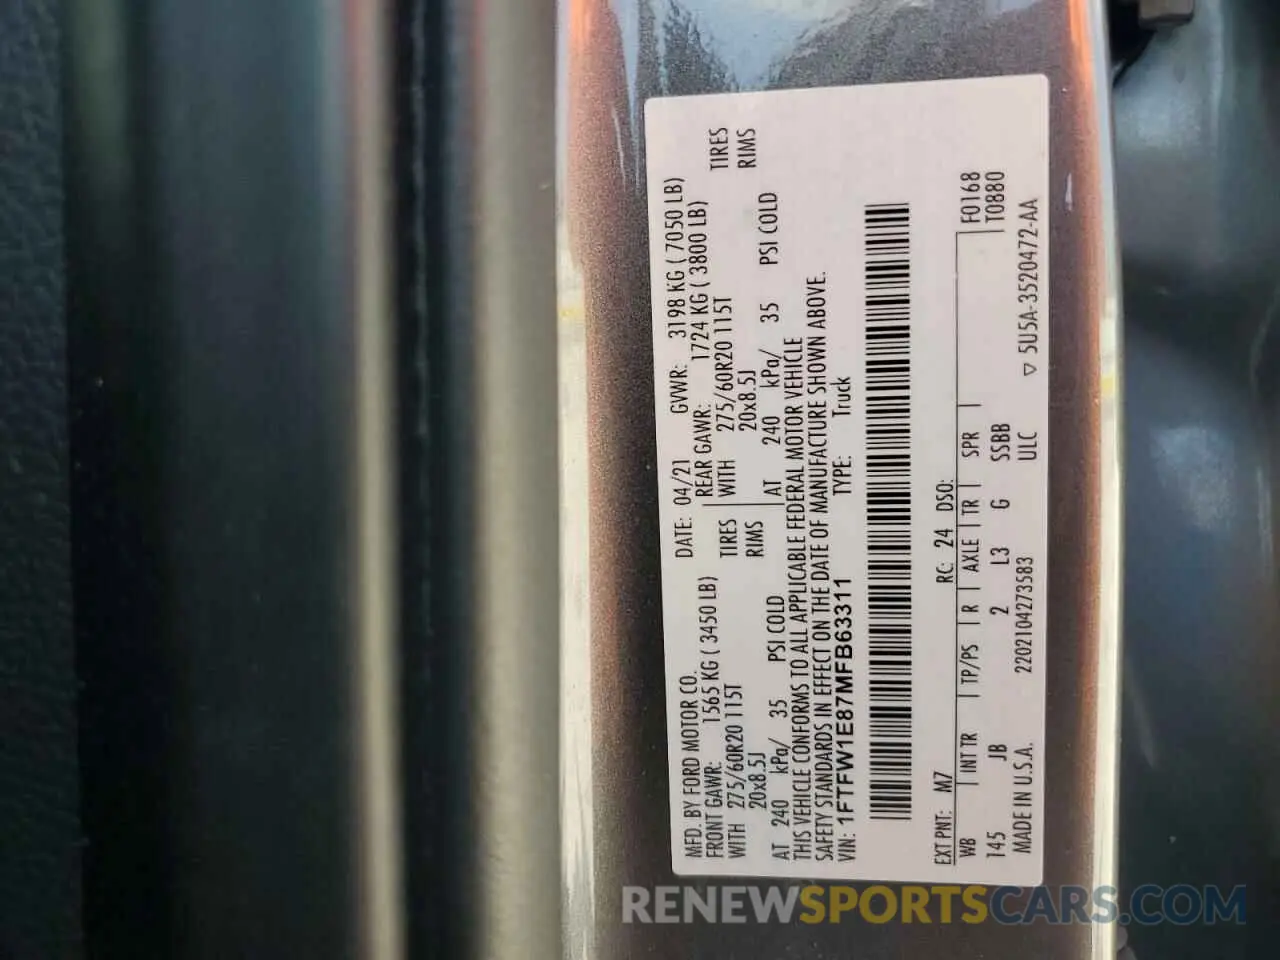 MFD. BY FORD MOTOR CO.
DATE: 04/21 GVWR: 3198 KG ( 7050 LB)
FRONT GAWR: 1565 KG ( 3450 LB) REAR GAWR: 1724 KG ( 3800 LB)
WITH 275/60R20 115T TIRES WITH 275/60R20 115T TIRES
20x8.5J RIMS 20x8.5J RIMS
AT 240 kPa/ 35 PSI COLD AT 240 kPa/ 35 PSI COLD
THIS VEHICLE CONFORMS TO ALL APPLICABLE FEDERAL MOTOR VEHICLE
SAFETY STANDARDS IN EFFECT ON THE DATE OF MANUFACTURE SHOWN ABOVE.
VIN: 1FTFW1E87MFB63311 TYPE: Truck
EXT PNT: M7 RC: 24 DSO:
WB INT TR TP/PS R AXLE TR SPR F0168
145 JB 2 L3 G SSBB T0880
MADE IN U.S.A. 2202104273583 ULC ▽ 5U5A-3520472-AA
RENEWSPORTSCARS.COM